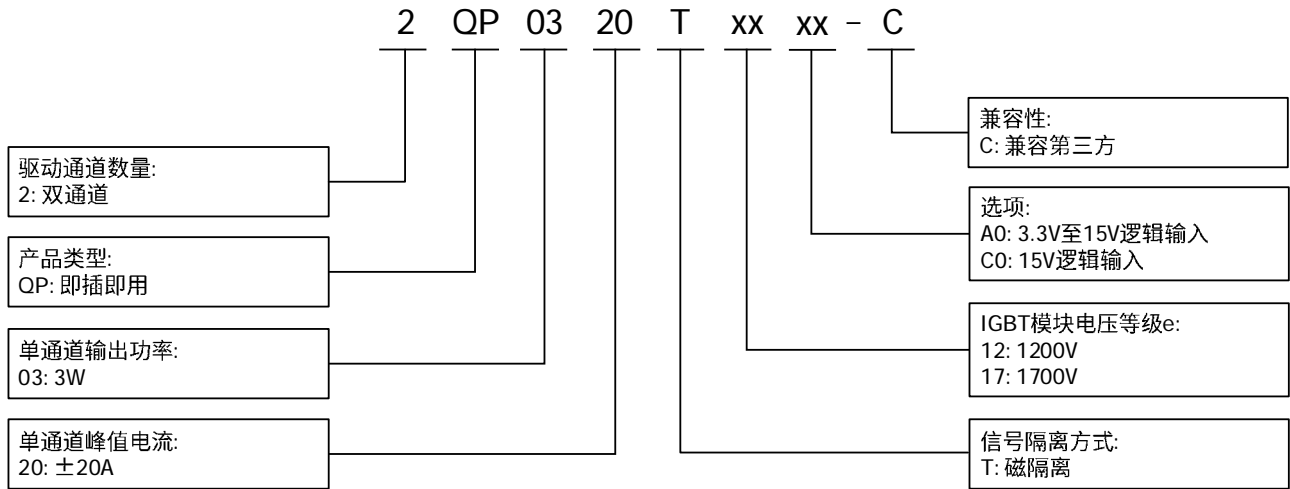 2 QP 03 20 T xx xx - C
驱动通道数量:
2: 双通道
产品类型:
QP: 即插即用
单通道输出功率:
03: 3W
单通道峰值电流:
20: ±20A
兼容性:
C: 兼容第三方
选项:
A0: 3.3V至15V逻辑输入
C0: 15V逻辑输入
IGBT模块电压等级e:
12: 1200V
17: 1700V
信号隔离方式:
T: 磁隔离